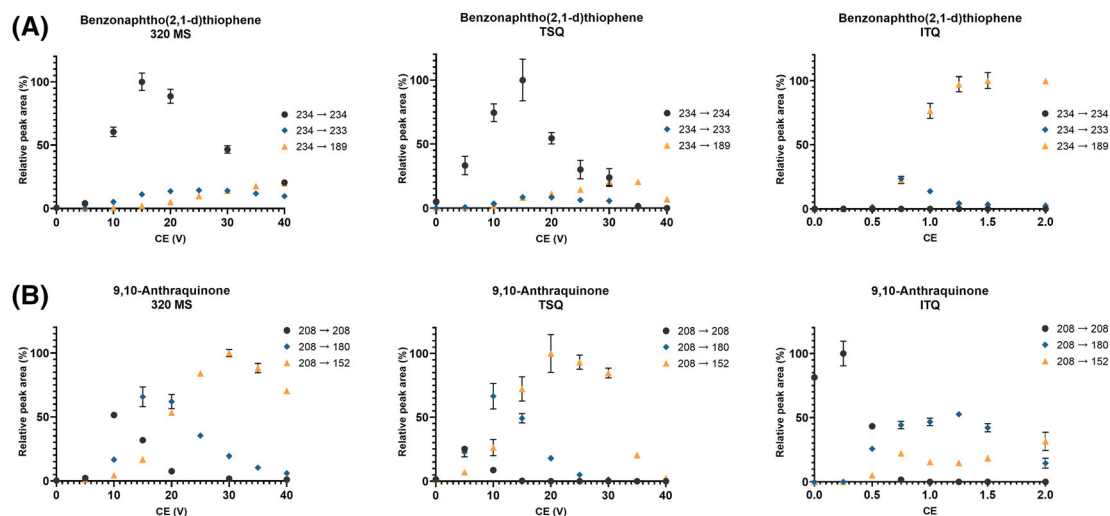 (A)
Benzonaphtho(2,1-d)thiophene
320 MS
Relative peak area (%)
100
50
0
0 10 20 30 40
CE (V)
234 → 234
234 → 233
234 → 189
Benzonaphtho(2,1-d)thiophene
TSQ
Relative peak area (%)
100
50
0
0 10 20 30 40
CE (V)
234 → 234
234 → 233
234 → 189
Benzonaphtho(2,1-d)thiophene
ITQ
Relative peak area (%)
100
50
0
0.0 0.5 1.0 1.5 2.0
CE
234 → 234
234 → 233
234 → 189
(B)
9,10-Anthraquinone
320 MS
Relative peak area (%)
100
50
0
0 10 20 30 40
CE (V)
208 → 208
208 → 180
208 → 152
9,10-Anthraquinone
TSQ
Relative peak area (%)
100
50
0
0 10 20 30 40
CE (V)
208 → 208
208 → 180
208 → 152
9,10-Anthraquinone
ITQ
Relative peak area (%)
100
50
0
0.0 0.5 1.0 1.5 2.0
CE
208 → 208
208 → 180
208 → 152